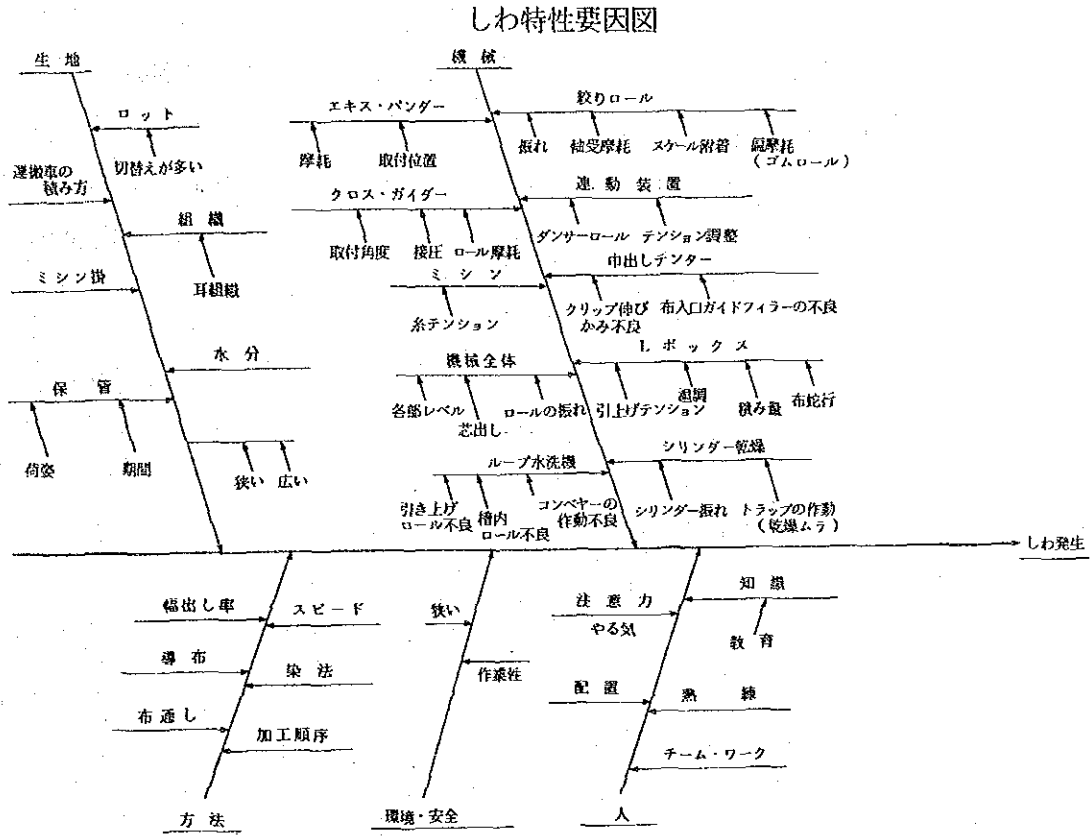 しわ特性要因図
生地
ロット
切替えが多い
運搬車の
積み方
組織
耳組織
ミシン掛
水分
保管
荷姿
期間
狭い
広い
機械
エキス・パンダー
摩耗
取付位置
絞りロール
振れ
軸受摩耗
スケール附着
偏摩耗
(ゴムロール)
クロス・ガイダー
取付角度
接圧
ロール摩耗
連動装置
ダンサーロール
テンション調整
ミシン
糸テンション
巾出しテンター
クリップ伸び
かみ不良
布入口ガイドフィラーの不良
機械全体
各部レベル
芯出し
ロールの振れ
Lボックス
引上げテンション
温調
積み量
布蛇行
ループ水洗機
引き上げ
ロール不良
槽内
ロール不良
コンベヤーの
作動不良
シリンダー乾燥
シリンダー振れ
トラップの作動
(乾燥ムラ)
しわ発生
幅出し率
スピード
導布
染法
布通し
加工順序
方法
狭い
作業性
環境・安全
注意力
やる気
知識
教育
配置
熟練
チーム・ワーク
人